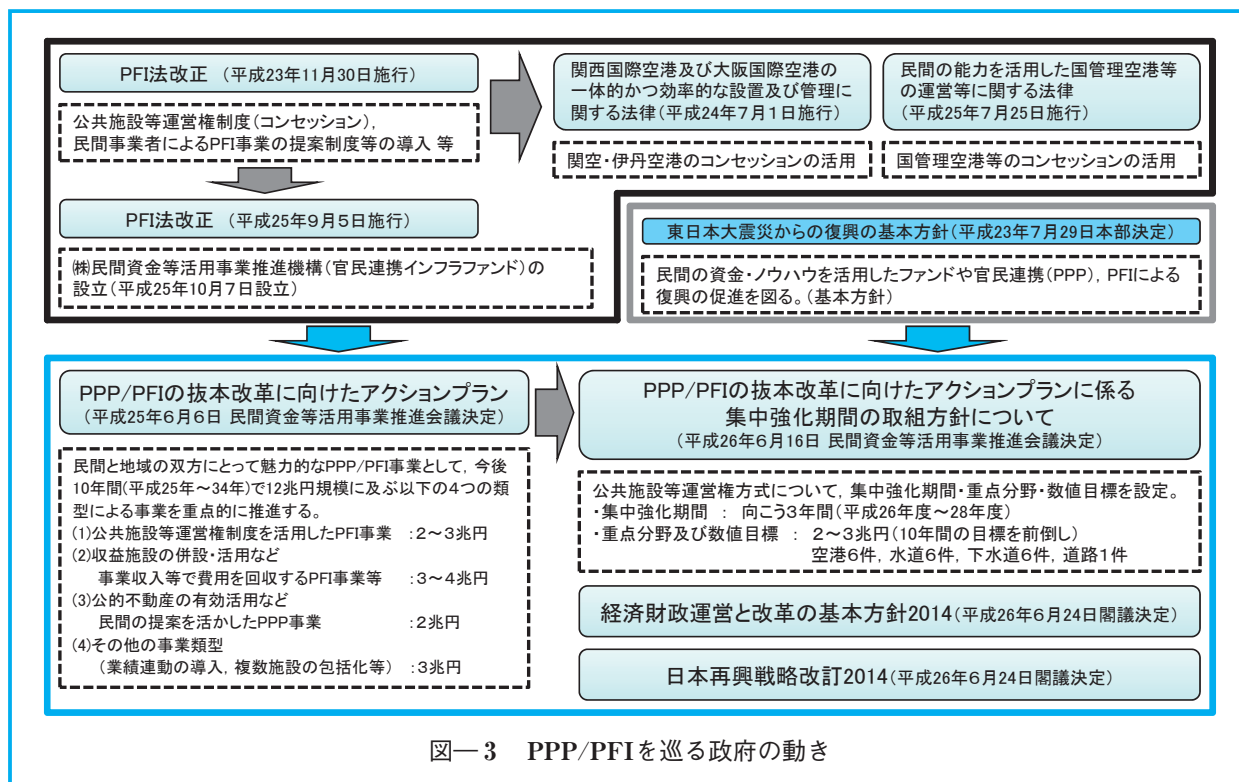 PFI法改正 (平成23年11月30日施行)
公共施設等運営権制度(コンセッション),
民間事業者によるPFI事業の提案制度等の導入 等
関西国際空港及び大阪国際空港の
一体的かつ効率的な設置及び管理に
関する法律(平成24年7月1日施行)
関空・伊丹空港のコンセッションの活用
民間の能力を活用した国管理空港等
の運営等に関する法律
(平成25年7月25日施行)
国管理空港等のコンセッションの活用
PFI法改正 (平成25年9月5日施行)
㈱民間資金等活用事業推進機構(官民連携インフラファンド)の
設立(平成25年10月7日設立)
東日本大震災からの復興の基本方針(平成23年7月29日本部決定)
民間の資金・ノウハウを活用したファンドや官民連携(PPP), PFIによる
復興の促進を図る。(基本方針)
PPP/PFIの抜本改革に向けたアクションプラン
(平成25年6月6日 民間資金等活用事業推進会議決定)
民間と地域の双方にとって魅力的なPPP/PFI事業として, 今後
10年間(平成25年~34年)で12兆円規模に及ぶ以下の4つの類
型による事業を重点的に推進する。
(1)公共施設等運営権制度を活用したPFI事業 :2~3兆円
(2)収益施設の併設・活用など
事業収入等で費用を回収するPFI事業等 :3~4兆円
(3)公的不動産の有効活用など
民間の提案を活かしたPPP事業 :2兆円
(4)その他の事業類型
(業績連動の導入, 複数施設の包括化等) :3兆円
PPP/PFIの抜本改革に向けたアクションプランに係る
集中強化期間の取組方針について
(平成26年6月16日 民間資金等活用事業推進会議決定)
公共施設等運営権方式について, 集中強化期間・重点分野・数値目標を設定。
・集中強化期間 : 向こう3年間(平成26年度~28年度)
・重点分野及び数値目標 : 2~3兆円(10年間の目標を前倒し)
空港6件, 水道6件, 下水道6件, 道路1件
経済財政運営と改革の基本方針2014(平成26年6月24日閣議決定)
日本再興戦略改訂2014(平成26年6月24日閣議決定)
図―3 PPP/PFIを巡る政府の動き